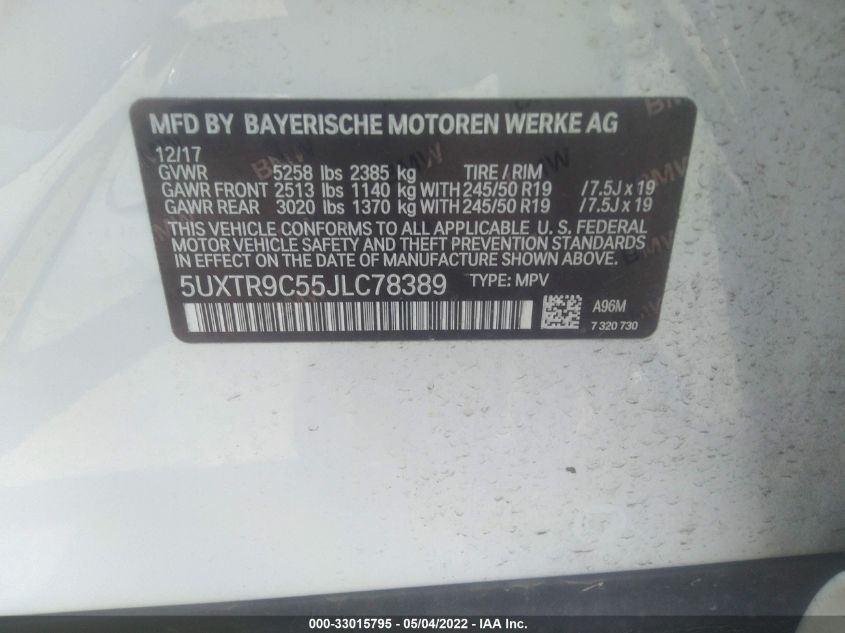 MFD BY BAYERISCHE MOTOREN WERKE AG
12/17
GVWR 5258 lbs 2385 kg TIRE / RIM
GAWR FRONT 2513 lbs 1140 kg WITH 245/50 R19 / 7.5J x 19
GAWR REAR 3020 lbs 1370 kg WITH 245/50 R19 / 7.5J x 19
THIS VEHICLE CONFORMS TO ALL APPLICABLE U. S. FEDERAL
MOTOR VEHICLE SAFETY AND THEFT PREVENTION STANDARDS
IN EFFECT ON THE DATE OF MANUFACTURE SHOWN ABOVE.
5UXTR9C55JLC78389 TYPE: MPV
A96M
7 320 730
BMW
BMW
BMW
000-33015795 - 05/04/2022 - IAA Inc.